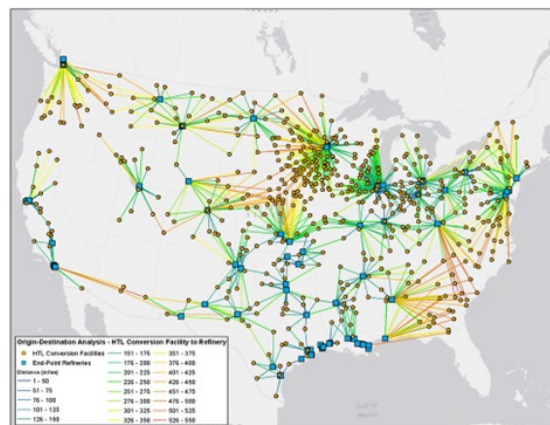 Origin-Destination Analysis - HTL Conversion Facility to Refinery
HTL Conversion Facilities
End-Point Refineries
Distance (miles)
1 - 50
51 - 75
76 - 100
101 - 125
126 - 150
151 - 175
176 - 200
201 - 225
226 - 250
251 - 275
276 - 300
301 - 325
326 - 350
351 - 375
376 - 400
401 - 425
426 - 450
451 - 475
476 - 500
501 - 525
526 - 550